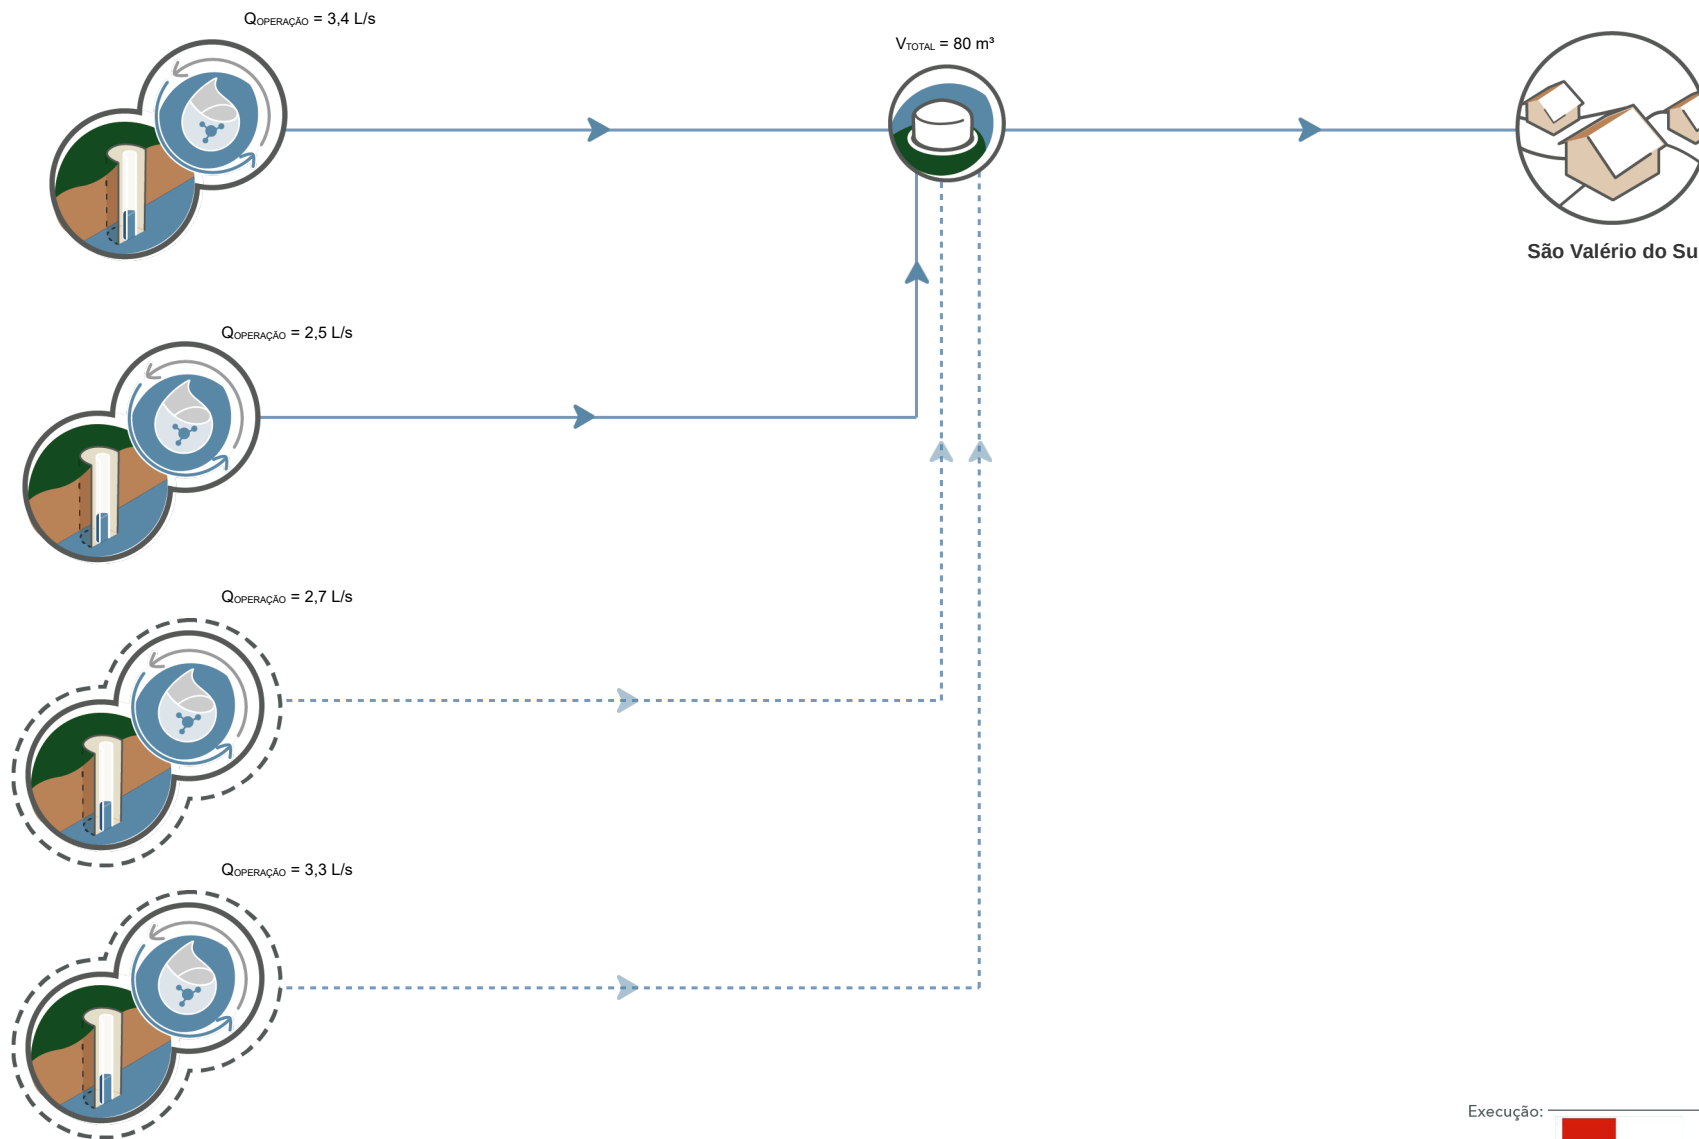 QOPERAÇÃO = 3,4 L/s
VTOTAL = 80 m³
São Valério do Su
QOPERAÇÃO = 2,5 L/s
QOPERAÇÃO = 2,7 L/s
QOPERAÇÃO = 3,3 L/s
Execução: